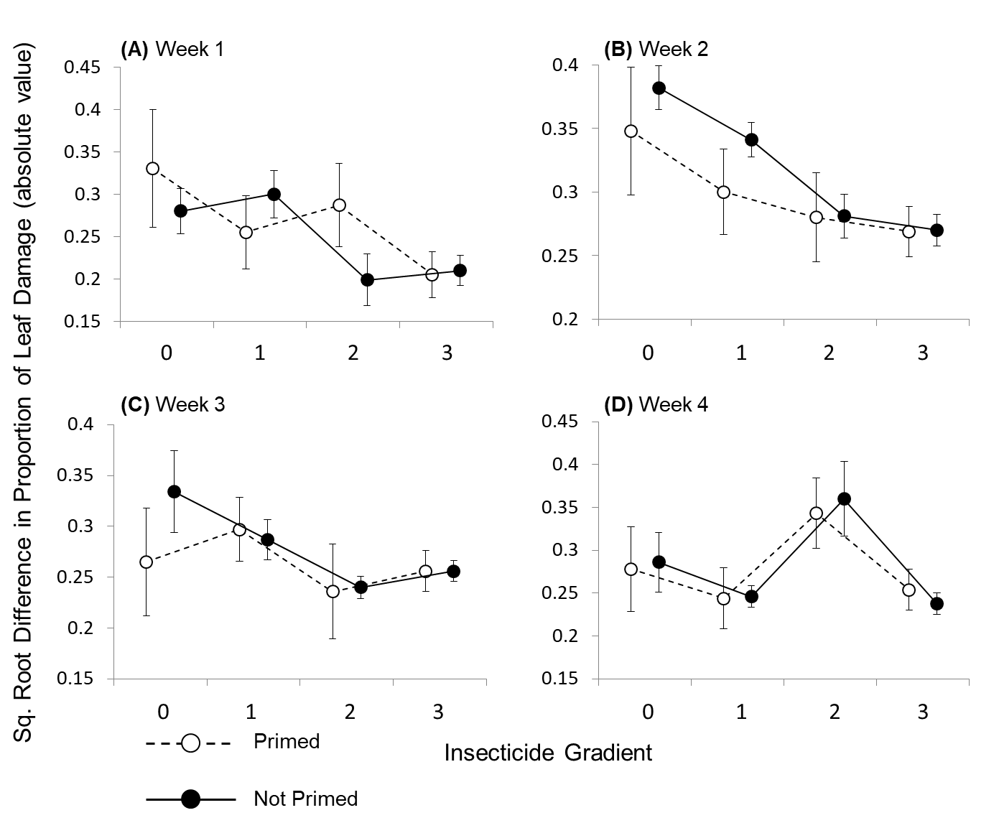 Sq. Root Difference in Proportion of Leaf Damage (absolute value)
(A) Week 1
0.45
0.4
0.35
0.3
0.25
0.2
0.15
0 1 2 3
(B) Week 2
0.4
0.35
0.3
0.25
0.2
0 1 2 3
(C) Week 3
0.4
0.35
0.3
0.25
0.2
0.15
0 1 2 3
(D) Week 4
0.45
0.4
0.35
0.3
0.25
0.2
0.15
0 1 2 3
Primed
Not Primed
Insecticide Gradient